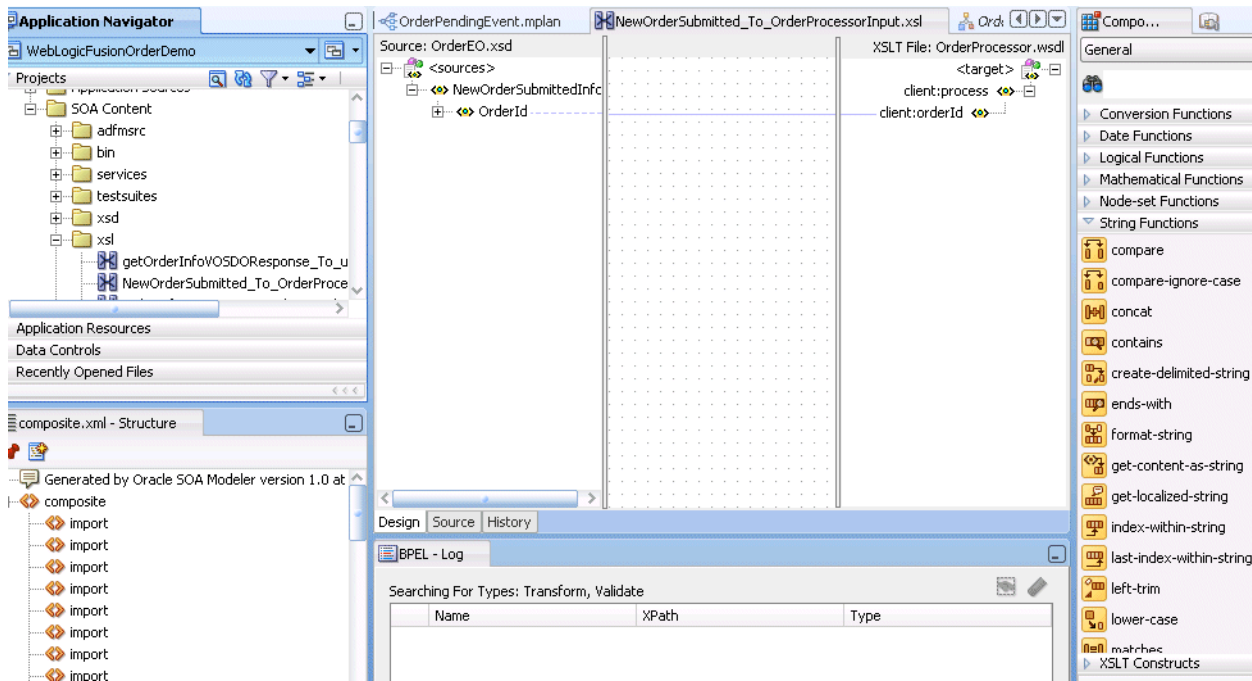 Application Navigator
WebLogicFusionOrderDemo
Projects
Application Sources
SOA Content
adfmsrc
bin
services
testsuites
xsd
xsl
getOrderInfoVOSDOResponse_To_u
NewOrderSubmitted_To_OrderProce
Application Resources
Data Controls
Recently Opened Files
composite.xml - Structure
Generated by Oracle SOA Modeler version 1.0 at
composite
import
import
import
import
import
import
import
import
OrderPendingEvent.mplan
NewOrderSubmitted_To_OrderProcessorInput.xsl
Orde
Source: OrderEO.xsd
XSLT File: OrderProcessor.wsdl
<sources>
NewOrderSubmittedInfo
OrderId
<target>
client:process
client:orderId
Design Source History
BPEL - Log
Searching For Types: Transform, Validate
Name XPath Type
Compo...
General
Conversion Functions
Date Functions
Logical Functions
Mathematical Functions
Node-set Functions
String Functions
compare
compare-ignore-case
concat
contains
create-delimited-string
ends-with
format-string
get-content-as-string
get-localized-string
index-within-string
last-index-within-string
left-trim
lower-case
matches
XSLT Constructs